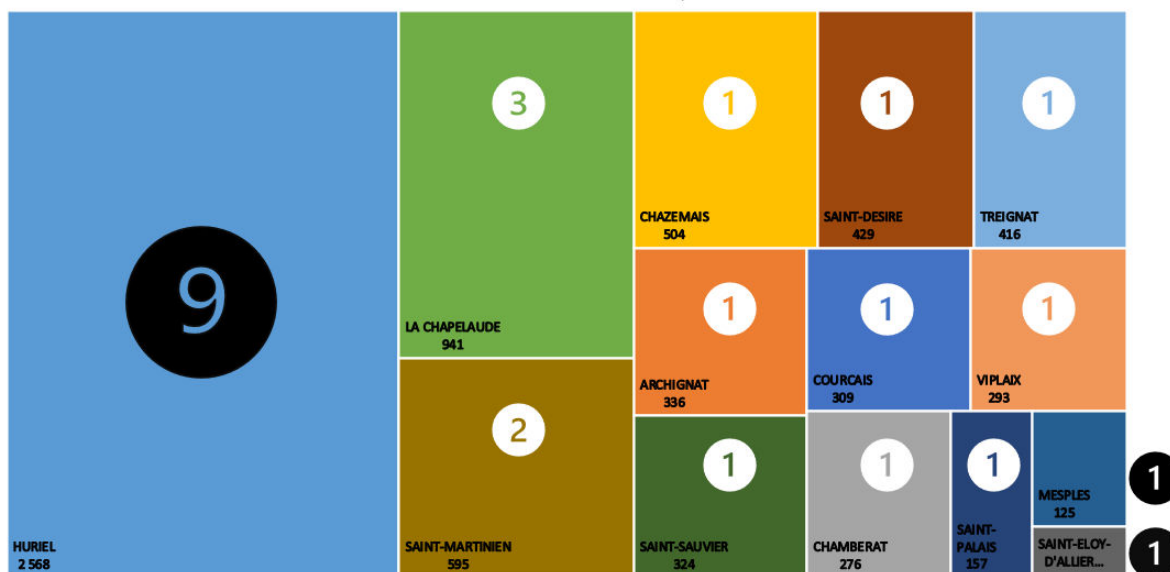 9
HURIEL
2 568
3
LA CHAPELAUDE
941
2
SAINT-MARTINIEN
595
1
CHAZEMAIS
504
1
SAINT-DESIRE
429
1
TREIGNAT
416
1
ARCHIGNAT
336
1
COURCAIS
309
1
VIPLAIX
293
1
SAINT-SAUVIER
324
1
CHAMBERAT
276
1
SAINT-
PALAIS
157
MESPLES
125
1
SAINT-ELOY-
D'ALLIER...
1